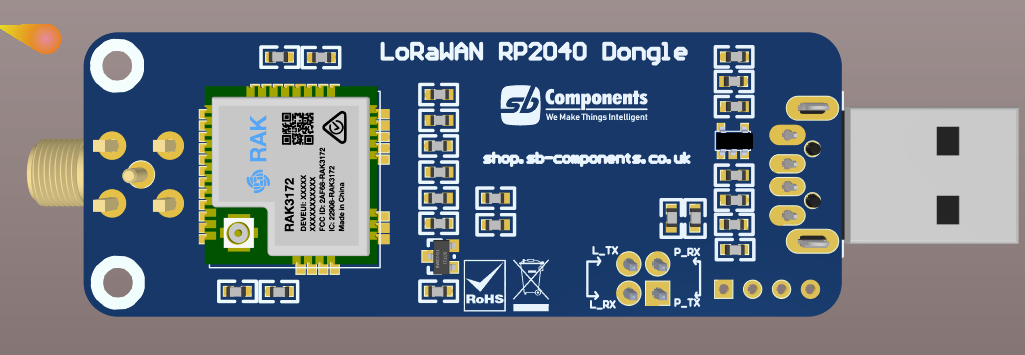 LoRaWAN RP2040 Dongle
sb Components
We Make Things Intelligent
shop.sb-components.co.uk
RAK
RAK3172
DEVEUI: XXXXX
XXXXXXXXXXX
FCC ID: 2AF6B-RAK3172
IC: 22908-RAK3172
Made in China
L_TX
P_RX
L_RX
P_TX
RoHS